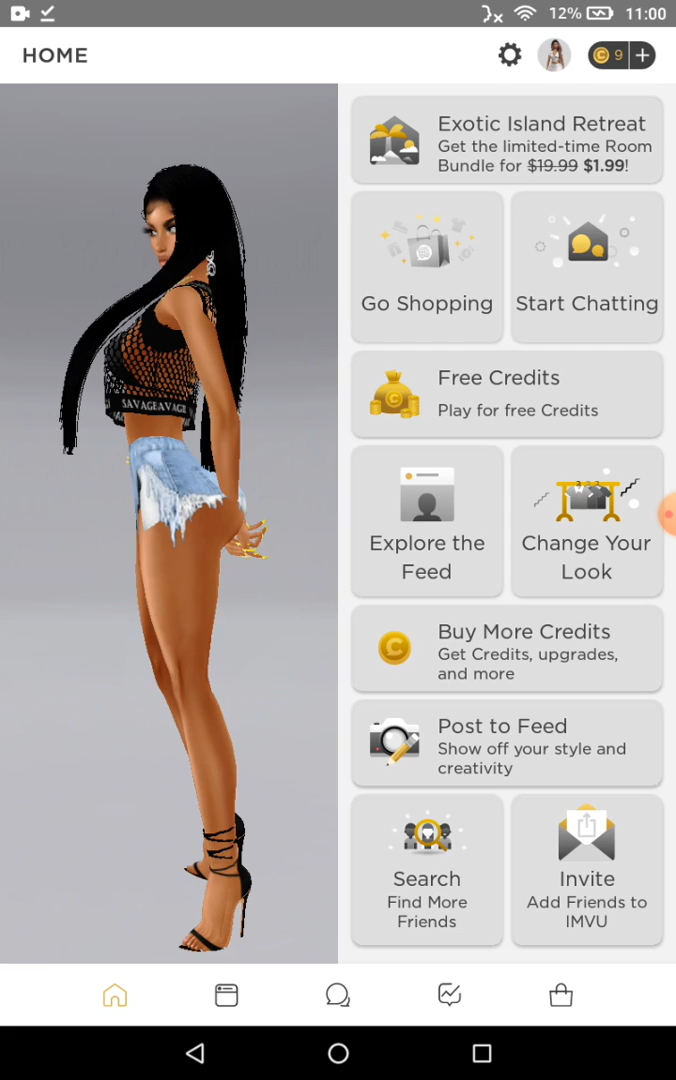 12% 11:00
HOME
9 +
Exotic Island Retreat
Get the limited-time Room
Bundle for $19.99 $1.99!
Go Shopping
Start Chatting
Free Credits
Play for free Credits
Explore the
Feed
Change Your
Look
Buy More Credits
Get Credits, upgrades,
and more
Post to Feed
Show off your style and
creativity
Search
Find More
Friends
Invite
Add Friends to
IMVU
SAVAGEAVAGE